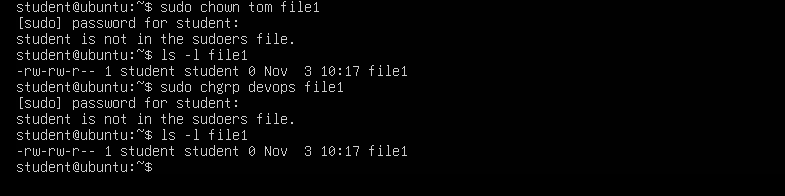 student@ubuntu:~$ sudo chown tom file1
[sudo] password for student:
student is not in the sudoers file.
student@ubuntu:~$ ls -l file1
-rw-rw-r-- 1 student student 0 Nov  3 10:17 file1
student@ubuntu:~$ sudo chgrp devops file1
[sudo] password for student:
student is not in the sudoers file.
student@ubuntu:~$ ls -l file1
-rw-rw-r-- 1 student student 0 Nov  3 10:17 file1
student@ubuntu:~$